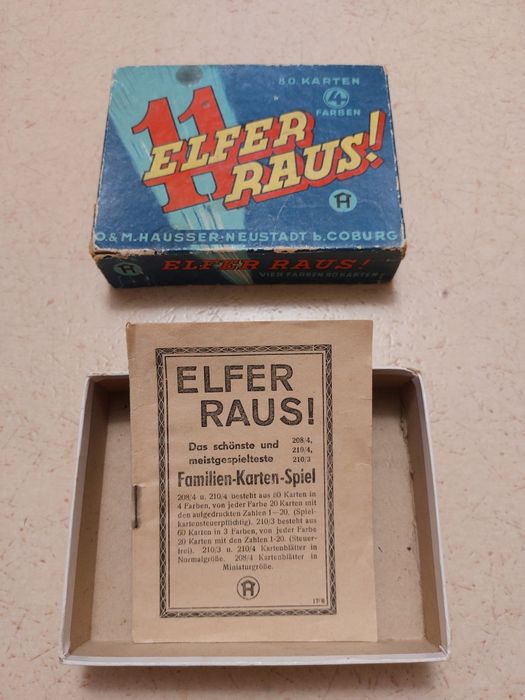 80 KARTEN
4
FARBEN
11
ELFER
RAUS!
O.& M. HAUSSER·NEUSTADT b. COBURG
ELFER RAUS!
VIER FARBEN 80 KARTEN
ELFER
RAUS!
Das schönste und 208/4,
meistgespielteste 210/4,
210/3
Familien-Karten-Spiel
208/4 u. 210/4 besteht aus 80 Karten in
4 Farben, von jeder Farbe 20 Karten mit
den aufgedruckten Zahlen 1—20. (Spiel-
kartensteuerpflichtig). 210/3 besteht aus
60 Karten in 3 Farben, von jeder Farbe
20 Karten mit den Zahlen 1-20. (Steuer-
frei). 210/3 u. 210/4 Kartenblätter in
Normalgröße. 208/4 Kartenblätter in
Miniaturgröße.